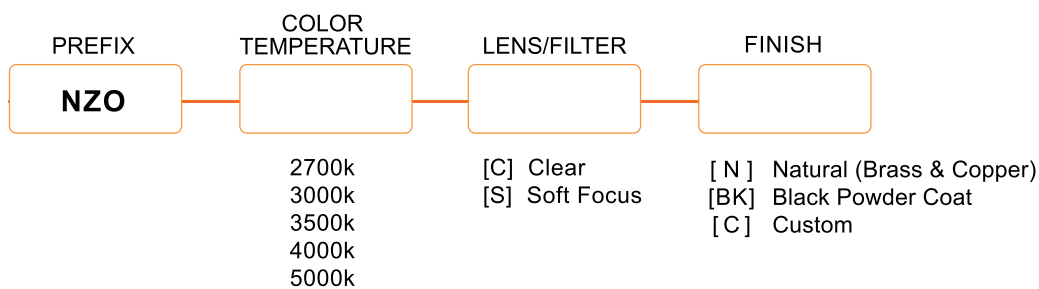 PREFIX
COLOR
TEMPERATURE
LENS/FILTER
FINISH
NZO
2700k
3000k
3500k
4000k
5000k
[C] Clear
[S] Soft Focus
[ N ] Natural (Brass & Copper)
[BK] Black Powder Coat
[ C ] Custom